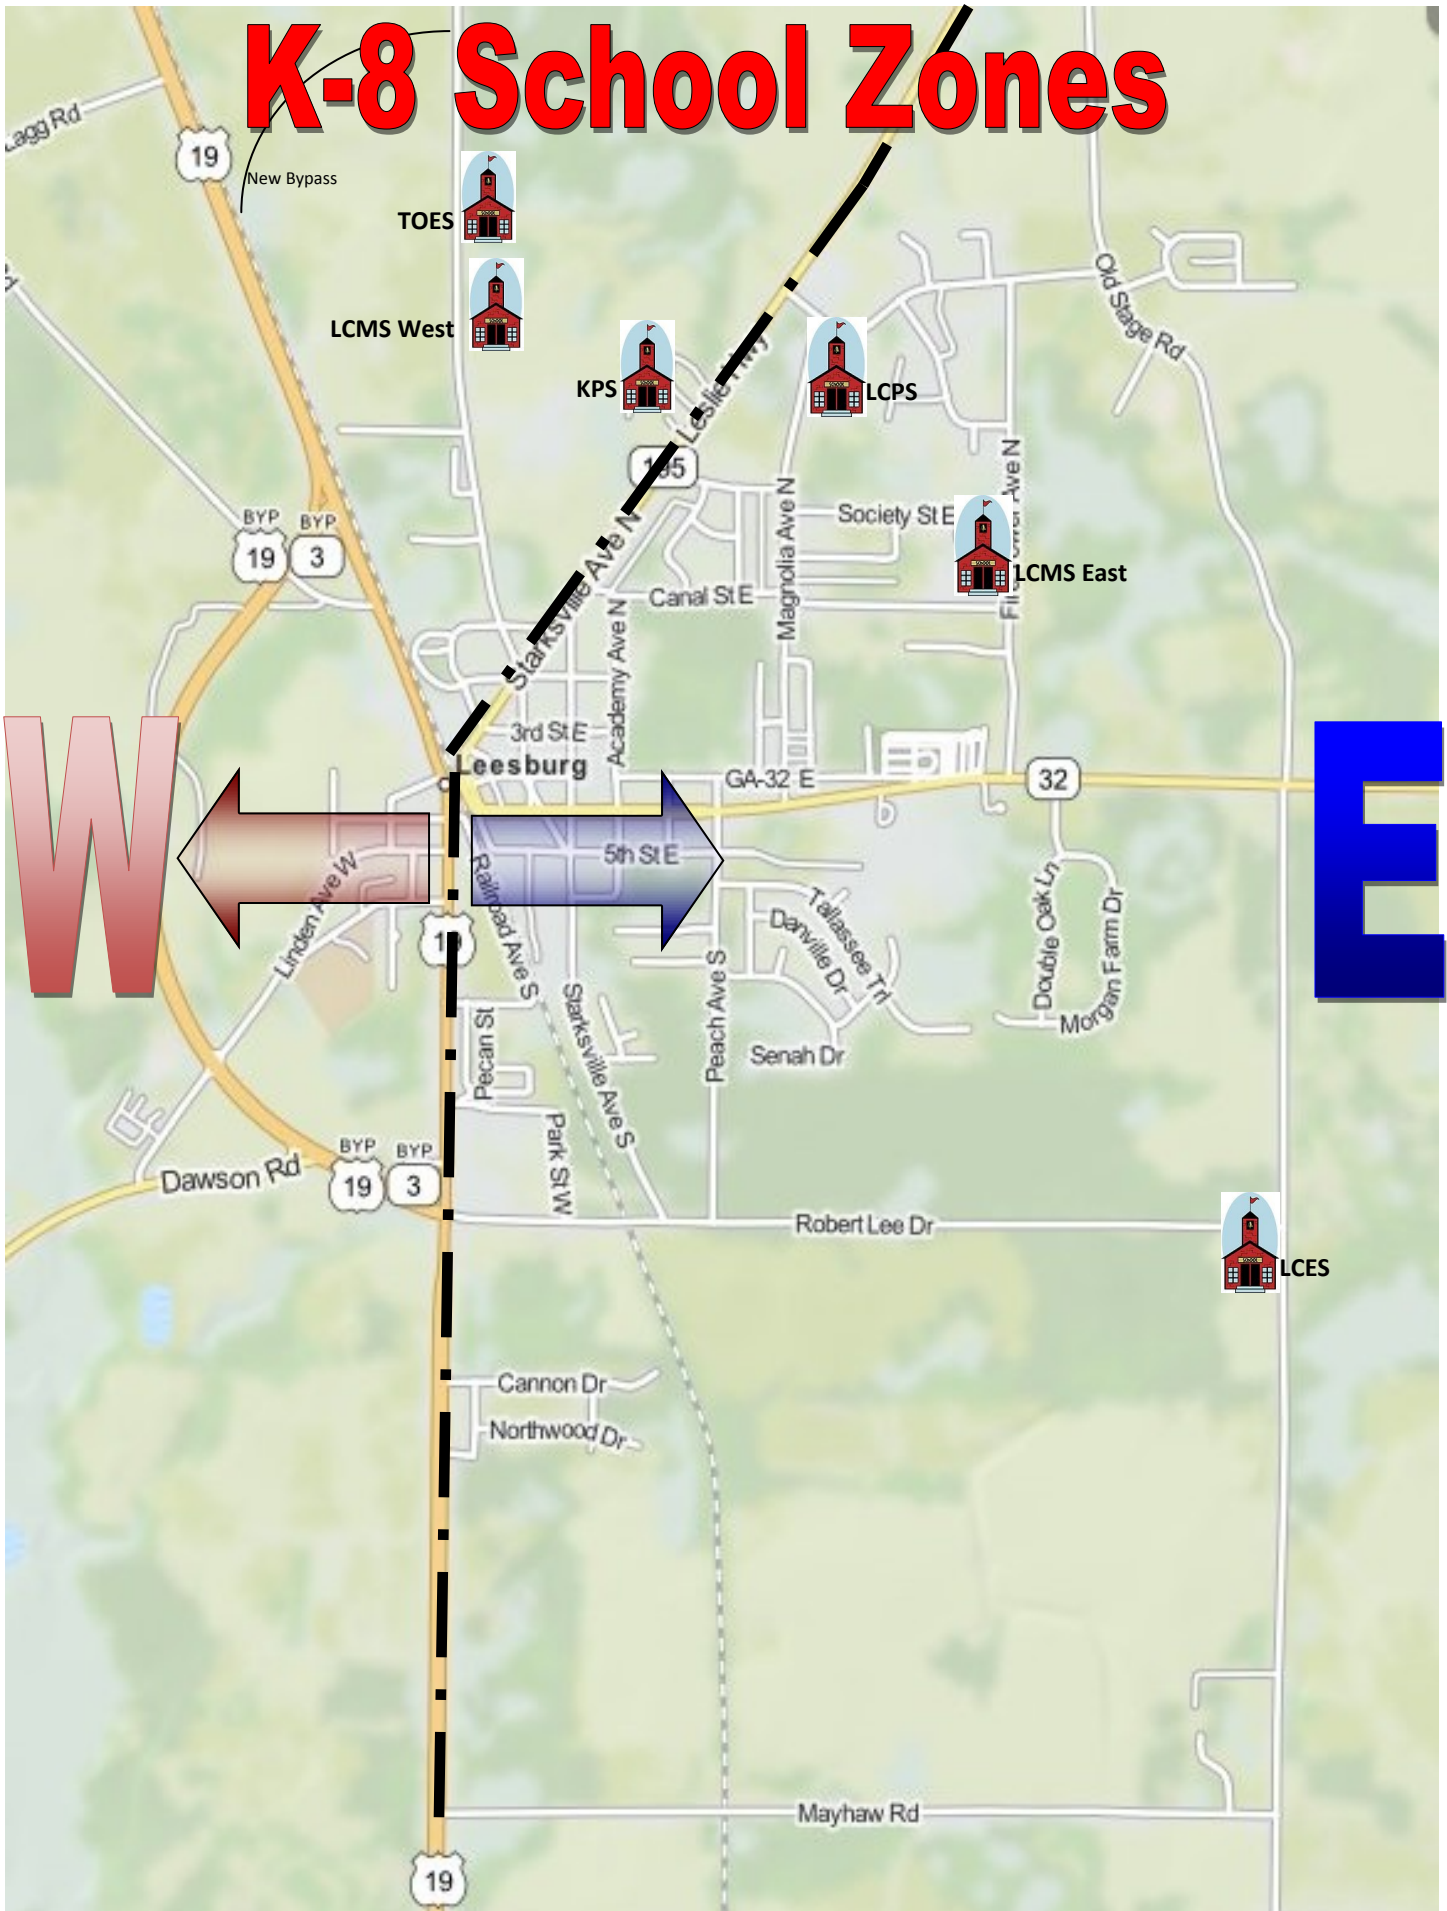 K-8 School Zones
Lagg Rd
19
New Bypass
TOES
LCMS West
KPS
LCPS
Old Stage Rd
Leslie Hwy
195
BYP
BYP
19
3
Society St E
LCMS East
Magnolia Ave N
Canal St E
Starksville Ave N
Academy Ave N
3rd St E
Leesburg
GA-32 E
32
W
E
5th St E
Linden Ave W
Railroad Ave S
19
Tallassee Trl
Danville Dr
Double Oak Ln
Morgan Farm Dr
Peach Ave S
Senah Dr
Starksville Ave S
Pecan St
Park St W
BYP
BYP
Dawson Rd
19
3
Robert Lee Dr
LCES
Cannon Dr
Northwood Dr
Mayhaw Rd
19